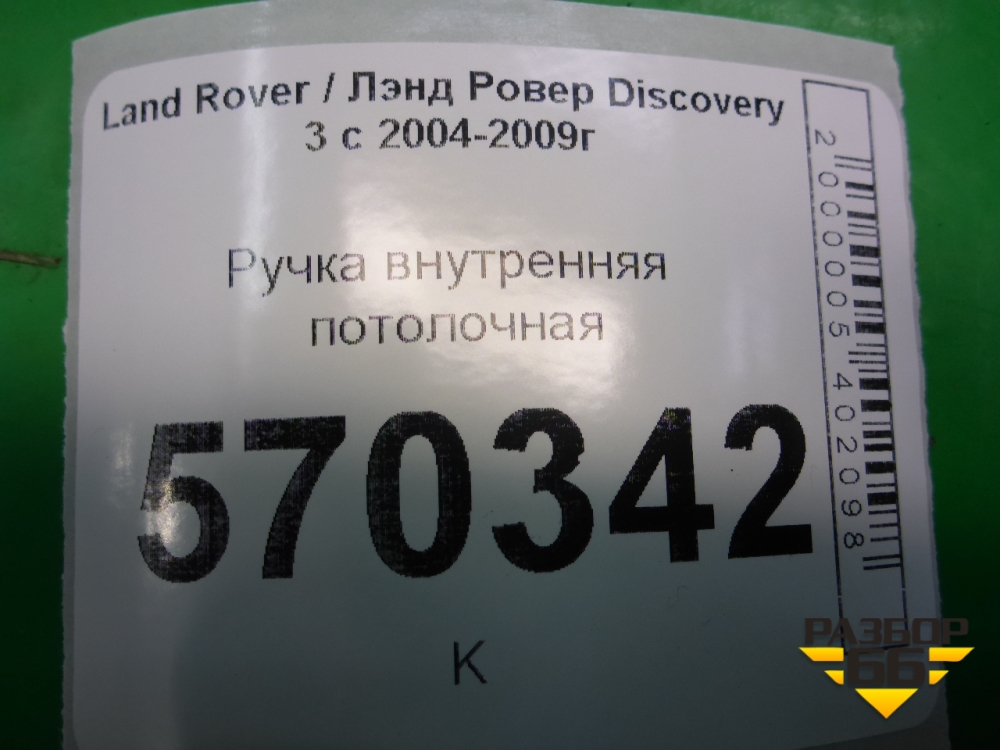 Land Rover / Лэнд Ровер Discovery
3 с 2004-2009г
Ручка внутренняя
потолочная
570342
К
2000005402098
РАЗБОР
66